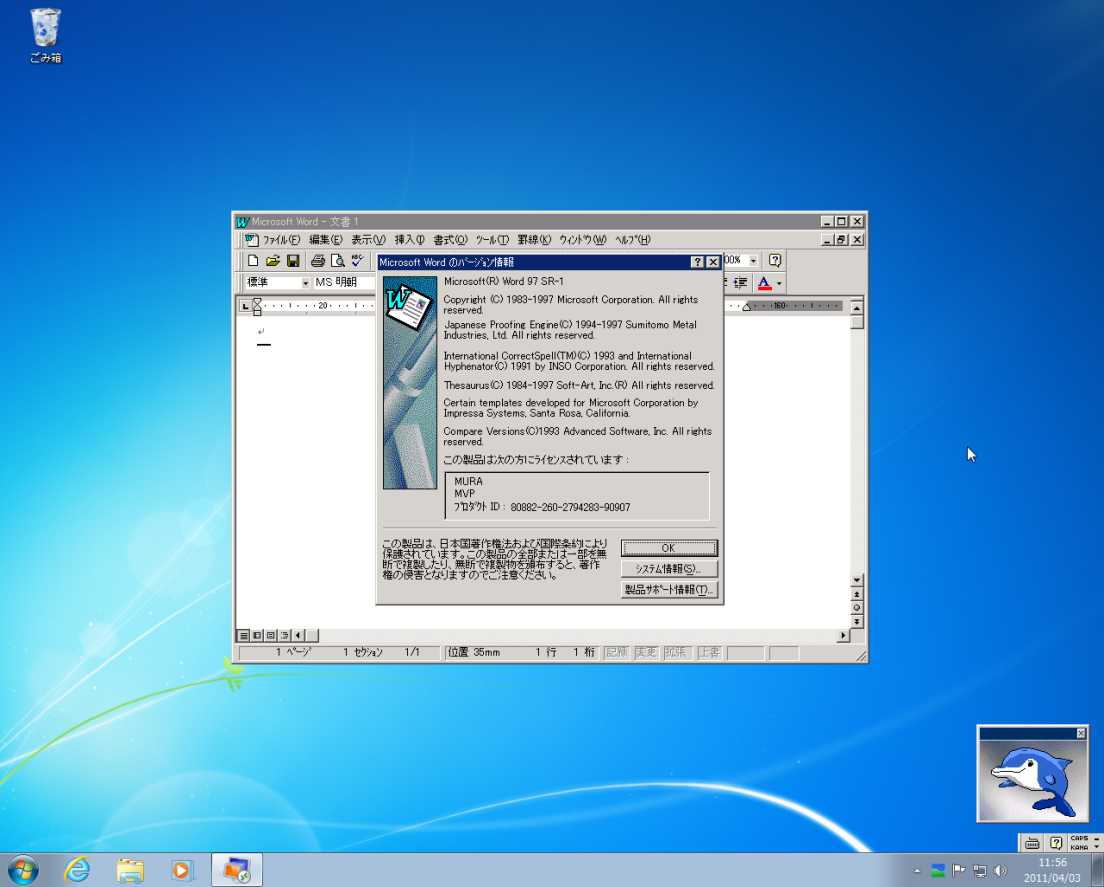 ごみ箱
Microsoft Word - 文書 1
ファイル(F) 編集(E) 表示(V) 挿入(I) 書式(O) ツール(T) 罫線(K) ウィンドウ(W) ヘルプ(H)
標準 MS 明朝
20 160
Microsoft Word のバージョン情報
Microsoft(R) Word 97 SR-1
Copyright (C) 1983-1997 Microsoft Corporation. All rights
reserved.
Japanese Proofing Engine(C) 1994-1997 Sumitomo Metal
Industries, Ltd. All rights reserved.
International CorrectSpell(TM)(C) 1993 and International
Hyphenator(C) 1991 by INSO Corporation. All rights reserved.
Thesaurus(C) 1984-1997 Soft-Art, Inc.(R) All rights reserved.
Certain templates developed for Microsoft Corporation by
Impressa Systems, Santa Rosa, California.
Compare Versions(C)1993 Advanced Software, Inc. All rights
reserved.
この製品は次の方にライセンスされています :
MURA
MVP
プロダクト ID : 80882-260-2794283-90907
この製品は、日本国著作権法および国際条約により
保護されています。この製品の全部または一部を無
断で複製したり、無断で複製物を頒布すると、著作
権の侵害となりますのでご注意ください。
OK
システム情報(S)...
製品サポート情報(T)...
1 ページ 1 セクション 1/1 位置 35mm 1 行 1 桁 記録 変更 拡張 上書
CAPS
KANA
11:56
2011/04/03